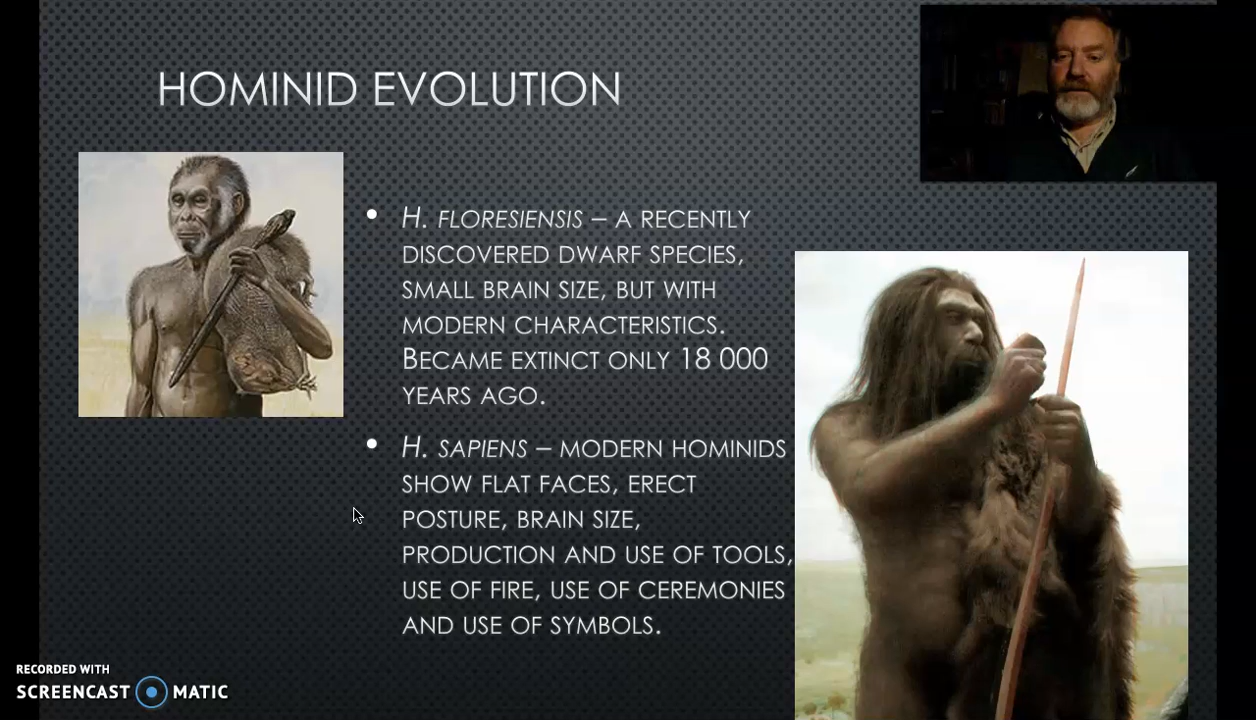 HOMINID EVOLUTION
H. FLORESIENSIS – A RECENTLY
DISCOVERED DWARF SPECIES,
SMALL BRAIN SIZE, BUT WITH
MODERN CHARACTERISTICS.
BECAME EXTINCT ONLY 18 000
YEARS AGO.
H. SAPIENS – MODERN HOMINIDS
SHOW FLAT FACES, ERECT
POSTURE, BRAIN SIZE,
PRODUCTION AND USE OF TOOLS,
USE OF FIRE, USE OF CEREMONIES
AND USE OF SYMBOLS.
RECORDED WITH
SCREENCAST MATIC